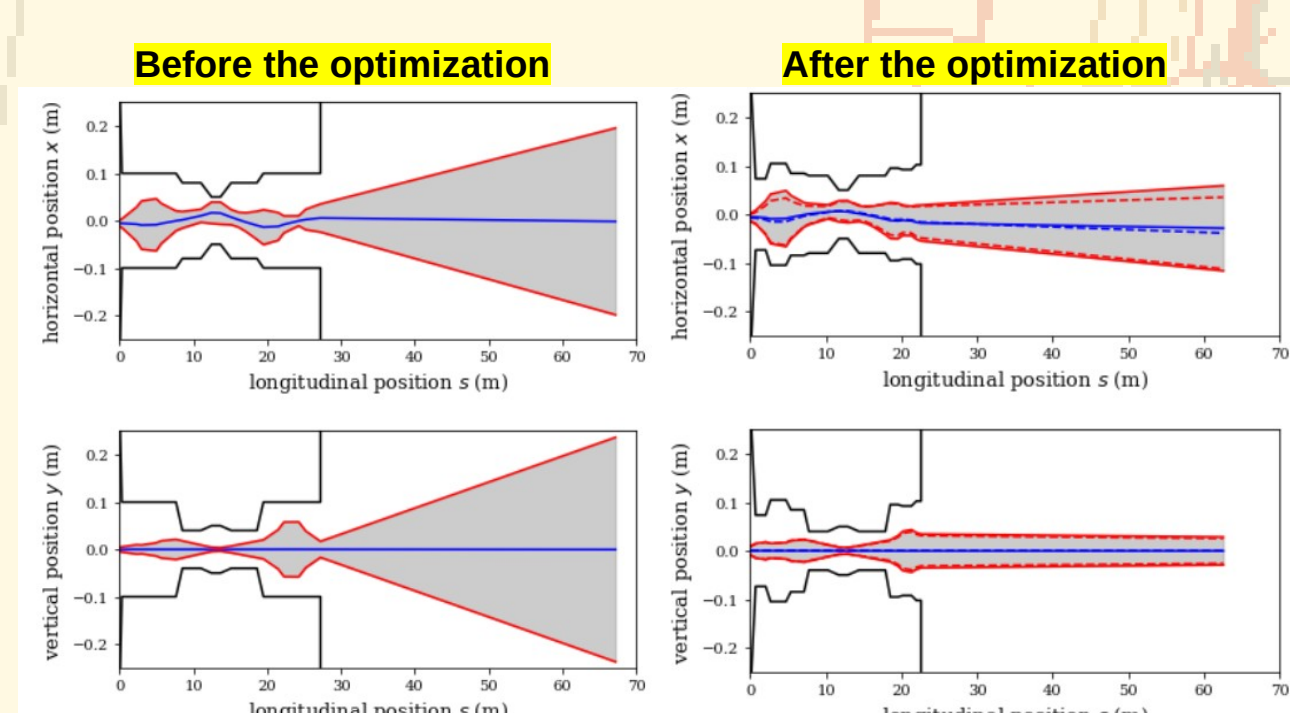 Before the optimization
After the optimization
horizontal position x (m)
0.2
0.1
0.0
−0.1
−0.2
0 10 20 30 40 50 60 70
longitudinal position s (m)
horizontal position x (m)
0.2
0.1
0.0
−0.1
−0.2
0 10 20 30 40 50 60 70
longitudinal position s (m)
vertical position y (m)
0.2
0.1
0.0
−0.1
−0.2
0 10 20 30 40 50 60 70
longitudinal position s (m)
vertical position y (m)
0.2
0.1
0.0
−0.1
−0.2
0 10 20 30 40 50 60 70
longitudinal position s (m)